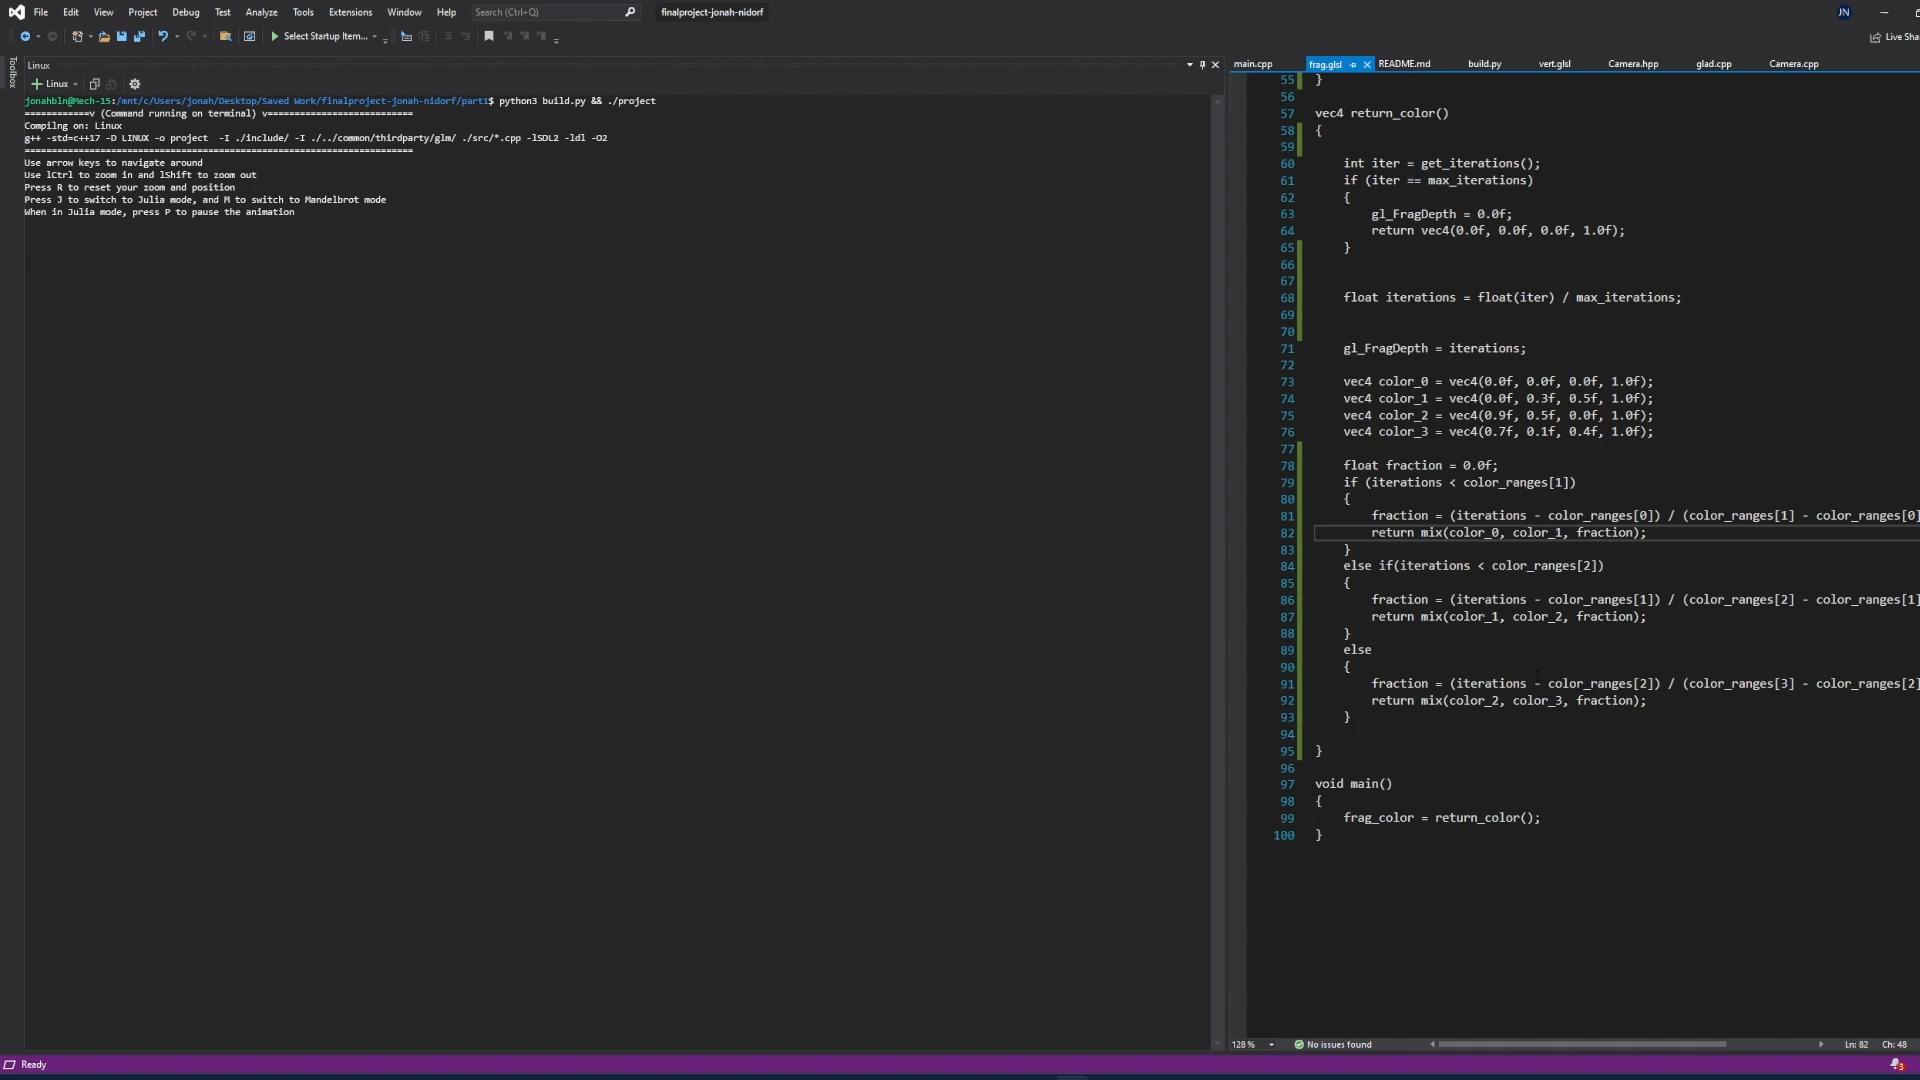 File Edit View Project Debug Test Analyze Tools Extensions Window Help Search (Ctrl+Q) finalproject-jonah-nidorf JN
Select Startup Item... Live Sha
Toolbox
Linux
Linux
jonahbln@Mech-15:/mnt/c/Users/jonah/Desktop/Saved Work/finalproject-jonah-nidorf/part1$ python3 build.py && ./project
============v (Command running on terminal) v===========================
Compilng on: Linux
g++ -std=c++17 -D LINUX -o project -I ./include/ -I ./../common/thirdparty/glm/ ./src/*.cpp -lSDL2 -ldl -O2
========================================================================
Use arrow keys to navigate around
Use lCtrl to zoom in and lShift to zoom out
Press R to reset your zoom and position
Press J to switch to Julia mode, and M to switch to Mandelbrot mode
When in Julia mode, press P to pause the animation
main.cpp frag.glsl README.md build.py vert.glsl Camera.hpp glad.cpp Camera.cpp
55 }
56
57 vec4 return_color()
58 {
59
60 int iter = get_iterations();
61 if (iter == max_iterations)
62 {
63 gl_FragDepth = 0.0f;
64 return vec4(0.0f, 0.0f, 0.0f, 1.0f);
65 }
66
67
68 float iterations = float(iter) / max_iterations;
69
70
71 gl_FragDepth = iterations;
72
73 vec4 color_0 = vec4(0.0f, 0.0f, 0.0f, 1.0f);
74 vec4 color_1 = vec4(0.0f, 0.3f, 0.5f, 1.0f);
75 vec4 color_2 = vec4(0.9f, 0.5f, 0.0f, 1.0f);
76 vec4 color_3 = vec4(0.7f, 0.1f, 0.4f, 1.0f);
77
78 float fraction = 0.0f;
79 if (iterations < color_ranges[1])
80 {
81 fraction = (iterations - color_ranges[0]) / (color_ranges[1] - color_ranges[0]
82 return mix(color_0, color_1, fraction);
83 }
84 else if(iterations < color_ranges[2])
85 {
86 fraction = (iterations - color_ranges[1]) / (color_ranges[2] - color_ranges[1]
87 return mix(color_1, color_2, fraction);
88 }
89 else
90 {
91 fraction = (iterations - color_ranges[2]) / (color_ranges[3] - color_ranges[2]
92 return mix(color_2, color_3, fraction);
93 }
94
95 }
96
97 void main()
98 {
99 frag_color = return_color();
100 }
128 % No issues found Ln: 82 Ch: 48
Ready 3